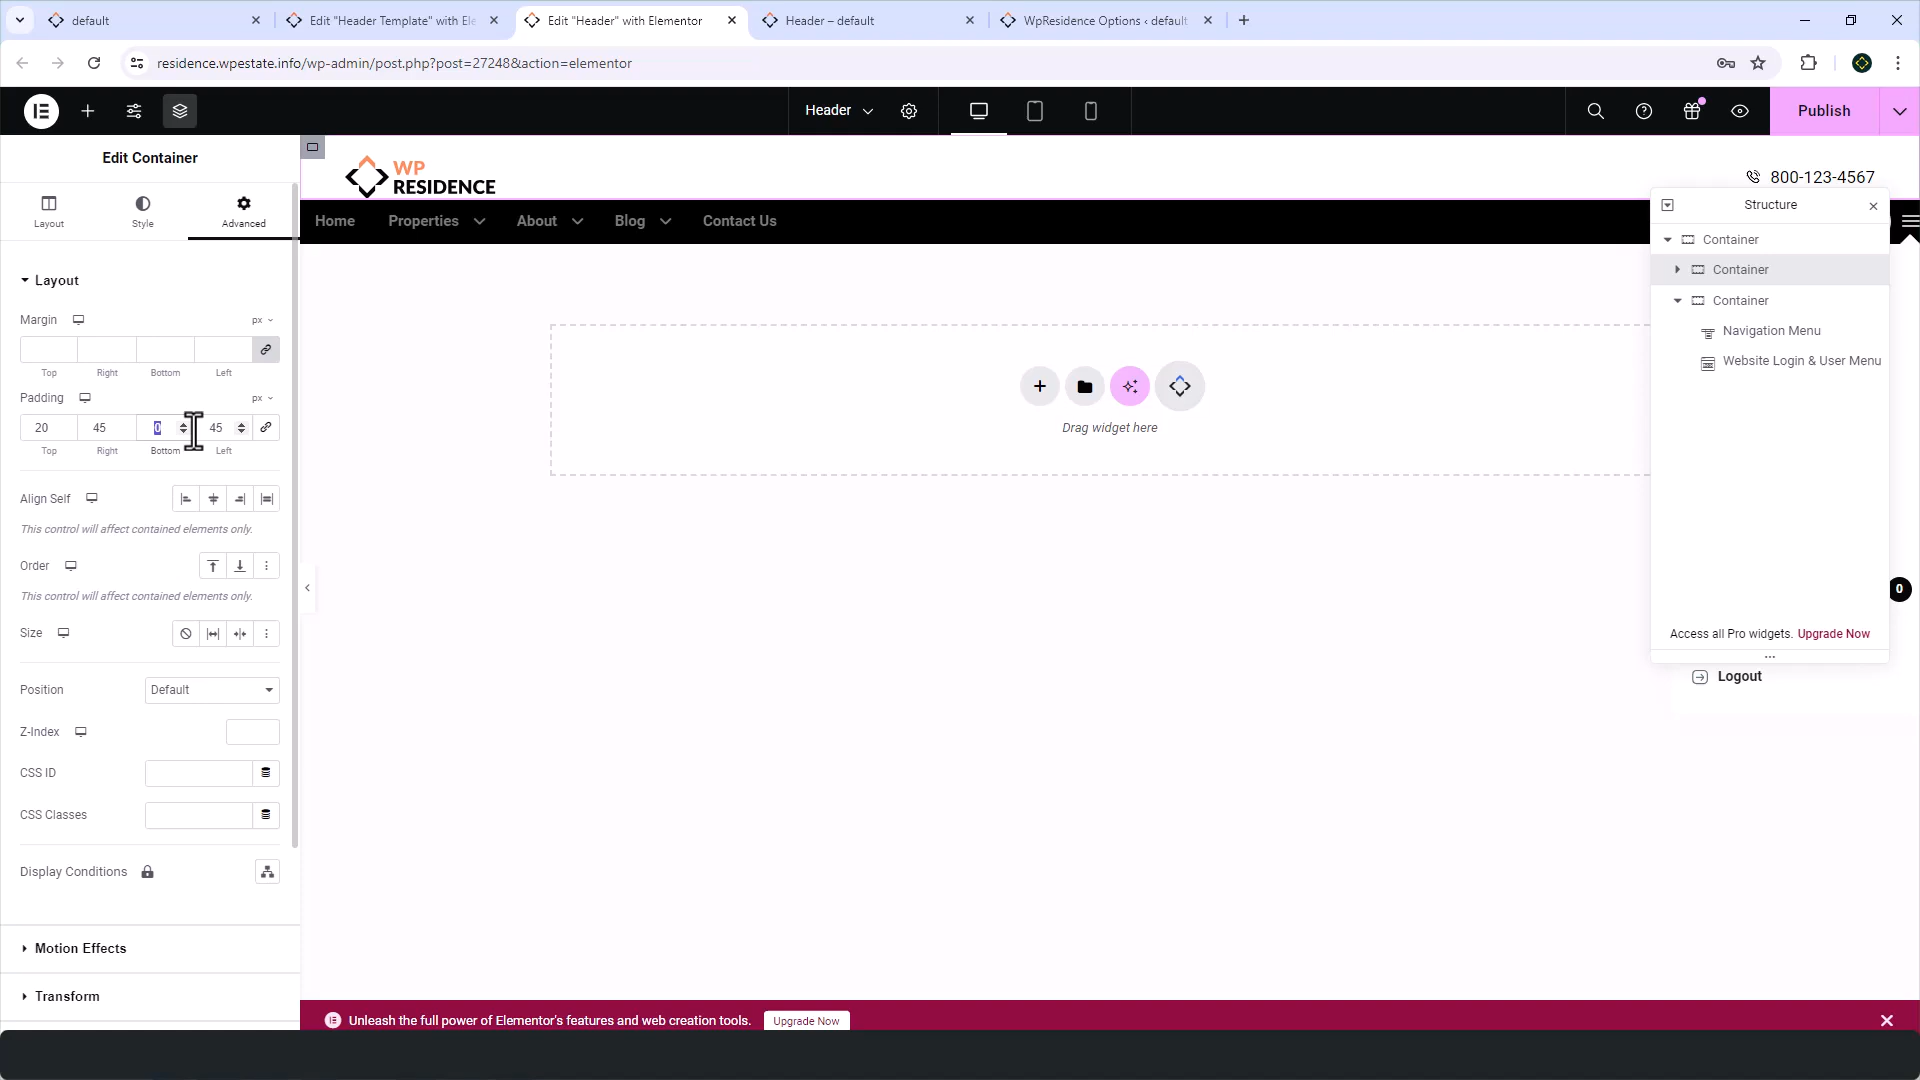 default
Edit "Header Template" with Ele
Edit "Header" with Elementor
Header – default
WpResidence Options ‹ default
residence.wpestate.info/wp-admin/post.php?post=27248&action=elementor
Header
Publish
Edit Container
Layout
Style
Advanced
Layout
Margin
px
Top
Right
Bottom
Left
Padding
px
20
45
0
45
Top
Right
Bottom
Left
Align Self
This control will affect contained elements only.
Order
This control will affect contained elements only.
Size
Position
Default
Z-Index
CSS ID
CSS Classes
Display Conditions
Motion Effects
Transform
WP
RESIDENCE
800-123-4567
Home
Properties
About
Blog
Contact Us
Drag widget here
Structure
Container
Container
Container
Navigation Menu
Website Login & User Menu
Access all Pro widgets. Upgrade Now
...
0
Logout
Unleash the full power of Elementor's features and web creation tools.
Upgrade Now